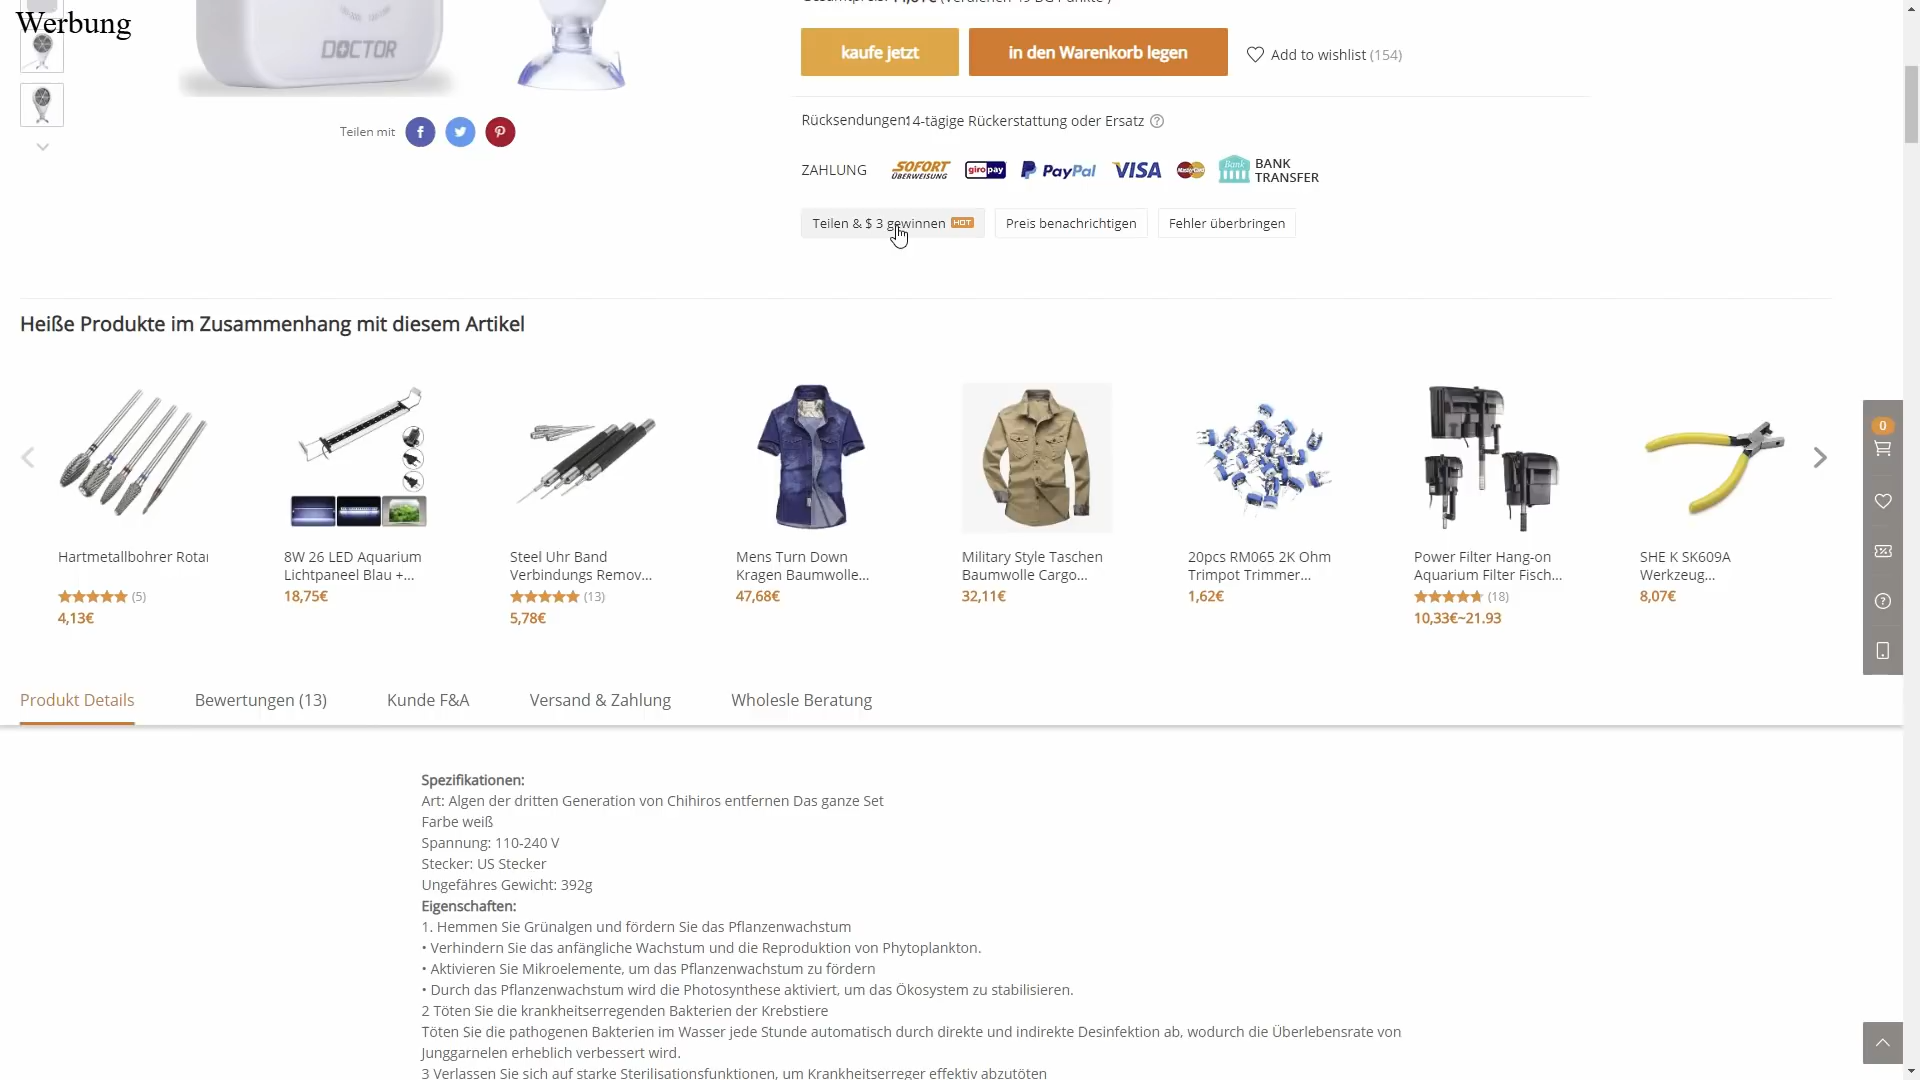 Werbung
DOCTOR
Teilen mit
kaufe jetzt
in den Warenkorb legen
Add to wishlist (154)
Rücksendungen: 14-tägige Rückerstattung oder Ersatz
ZAHLUNG
SOFORT
ÜBERWEISUNG
giropay
PayPal
VISA
MasterCard
Bank
BANK
TRANSFER
Teilen & $ 3 gewinnen HOT
Preis benachrichtigen
Fehler überbringen
Heiße Produkte im Zusammenhang mit diesem Artikel
Hartmetallbohrer Rotar
(5)
4,13€
8W 26 LED Aquarium
Lichtpaneel Blau +...
18,75€
Steel Uhr Band
Verbindungs Remov...
(13)
5,78€
Mens Turn Down
Kragen Baumwolle...
47,68€
Military Style Taschen
Baumwolle Cargo...
32,11€
20pcs RM065 2K Ohm
Trimpot Trimmer...
1,62€
Power Filter Hang-on
Aquarium Filter Fisch...
(18)
10,33€~21.93
SHE K SK609A
Werkzeug...
8,07€
0
Produkt Details
Bewertungen (13)
Kunde F&A
Versand & Zahlung
Wholesle Beratung
Spezifikationen:
Art: Algen der dritten Generation von Chihiros entfernen Das ganze Set
Farbe weiß
Spannung: 110-240 V
Stecker: US Stecker
Ungefähres Gewicht: 392g
Eigenschaften:
1. Hemmen Sie Grünalgen und fördern Sie das Pflanzenwachstum
• Verhindern Sie das anfängliche Wachstum und die Reproduktion von Phytoplankton.
• Aktivieren Sie Mikroelemente, um das Pflanzenwachstum zu fördern
• Durch das Pflanzenwachstum wird die Photosynthese aktiviert, um das Ökosystem zu stabilisieren.
2 Töten Sie die krankheitserregenden Bakterien der Krebstiere
Töten Sie die pathogenen Bakterien im Wasser jede Stunde automatisch durch direkte und indirekte Desinfektion ab, wodurch die Überlebensrate von
Junggarnelen erheblich verbessert wird.
3 Verlassen Sie sich auf starke Sterilisationsfunktionen, um Krankheitserreger effektiv abzutöten